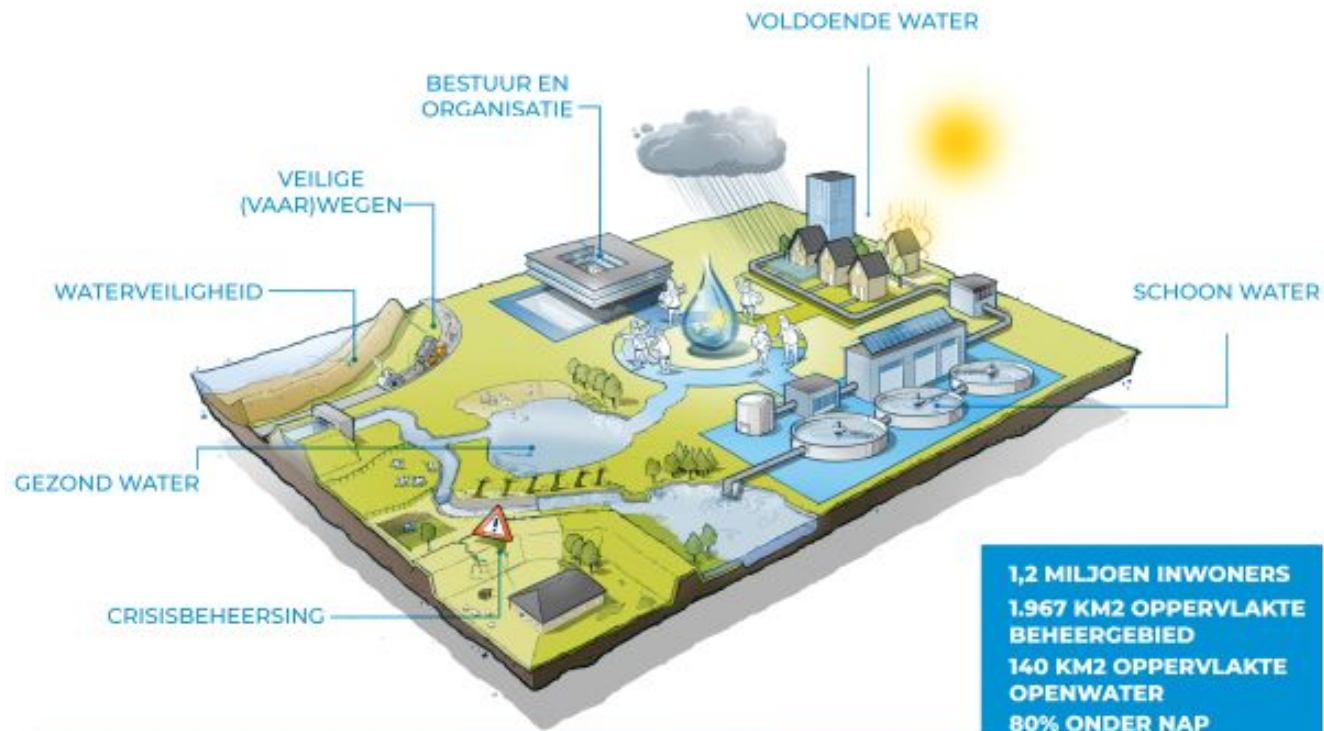 VOLDOENDE WATER
BESTUUR EN
ORGANISATIE
VEILIGE
(VAAR)WEGEN
WATERVEILIGHEID
SCHOON WATER
GEZOND WATER
CRISISBEHEERSING
1,2 MILJOEN INWONERS
1.967 KM2 OPPERVLAKTE
BEHEERGEBIED
140 KM2 OPPERVLAKTE
OPENWATER
80% ONDER NAP